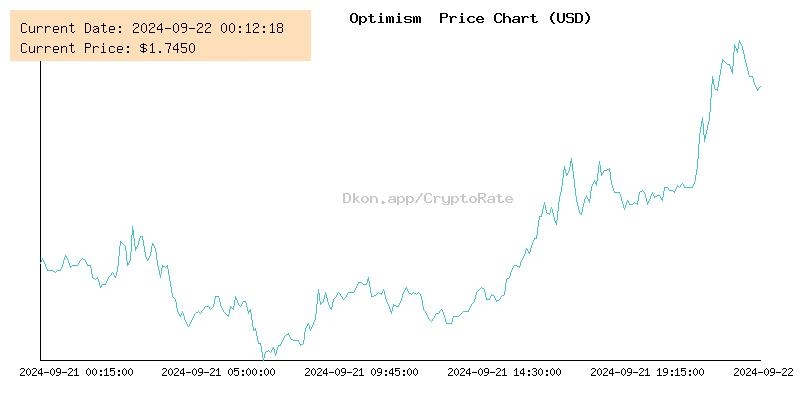 Optimism Price Chart (USD)
Current Date: 2024-09-22 00:12:18
Current Price: $1.7450
Dkon.app/CryptoRate
2024-09-21 00:15:00 2024-09-21 05:00:00 2024-09-21 09:45:00 2024-09-21 14:30:00 2024-09-21 19:15:00 2024-09-22